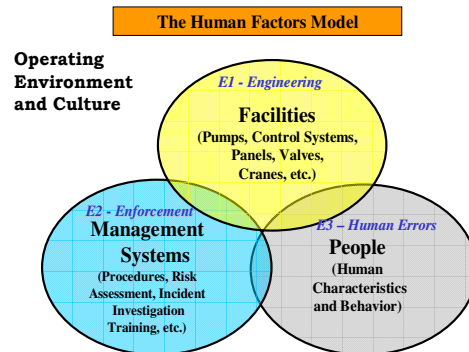 The Human Factors Model
Operating
Environment
and Culture
E1 - Engineering
Facilities
(Pumps, Control Systems,
Panels, Valves,
Cranes, etc.)
E2 - Enforcement
Management
Systems
(Procedures, Risk
Assessment, Incident
Investigation
Training, etc.)
E3 – Human Errors
People
(Human
Characteristics
and Behavior)